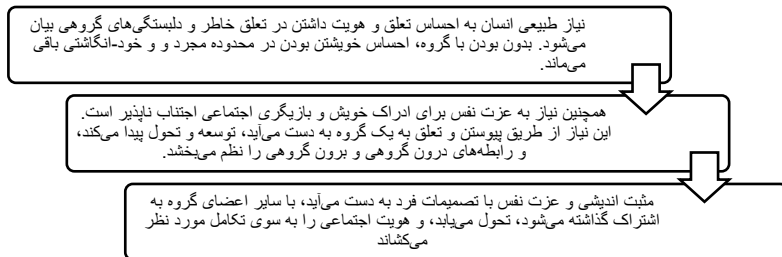 نیاز طبیعی انسان به احساس تعلق و هویت داشتن در تعلق خاطر و دلبستگی‌های گروهی بیان
می‌شود. بدون بودن با گروه، احساس خویشتن بودن در محدوده مجرد و و خود-انگاشتی باقی
می‌ماند.
همچنین نیاز به عزت نفس برای ادراک خویش و بازیگری اجتماعی اجتناب ناپذیر است.
این نیاز از طریق پیوستن و تعلق به یک گروه به دست می‌آید، توسعه و تحول پیدا می‌کند،
و رابطه‌های درون گروهی و برون گروهی را نظم می‌بخشد.
مثبت اندیشی و عزت نفس با تصمیمات فرد به دست می‌آید، با سایر اعضای گروه به
اشتراک گذاشته می‌شود، تحول می‌یابد، و هویت اجتماعی را به سوی تکامل مورد نظر
می‌کشاند